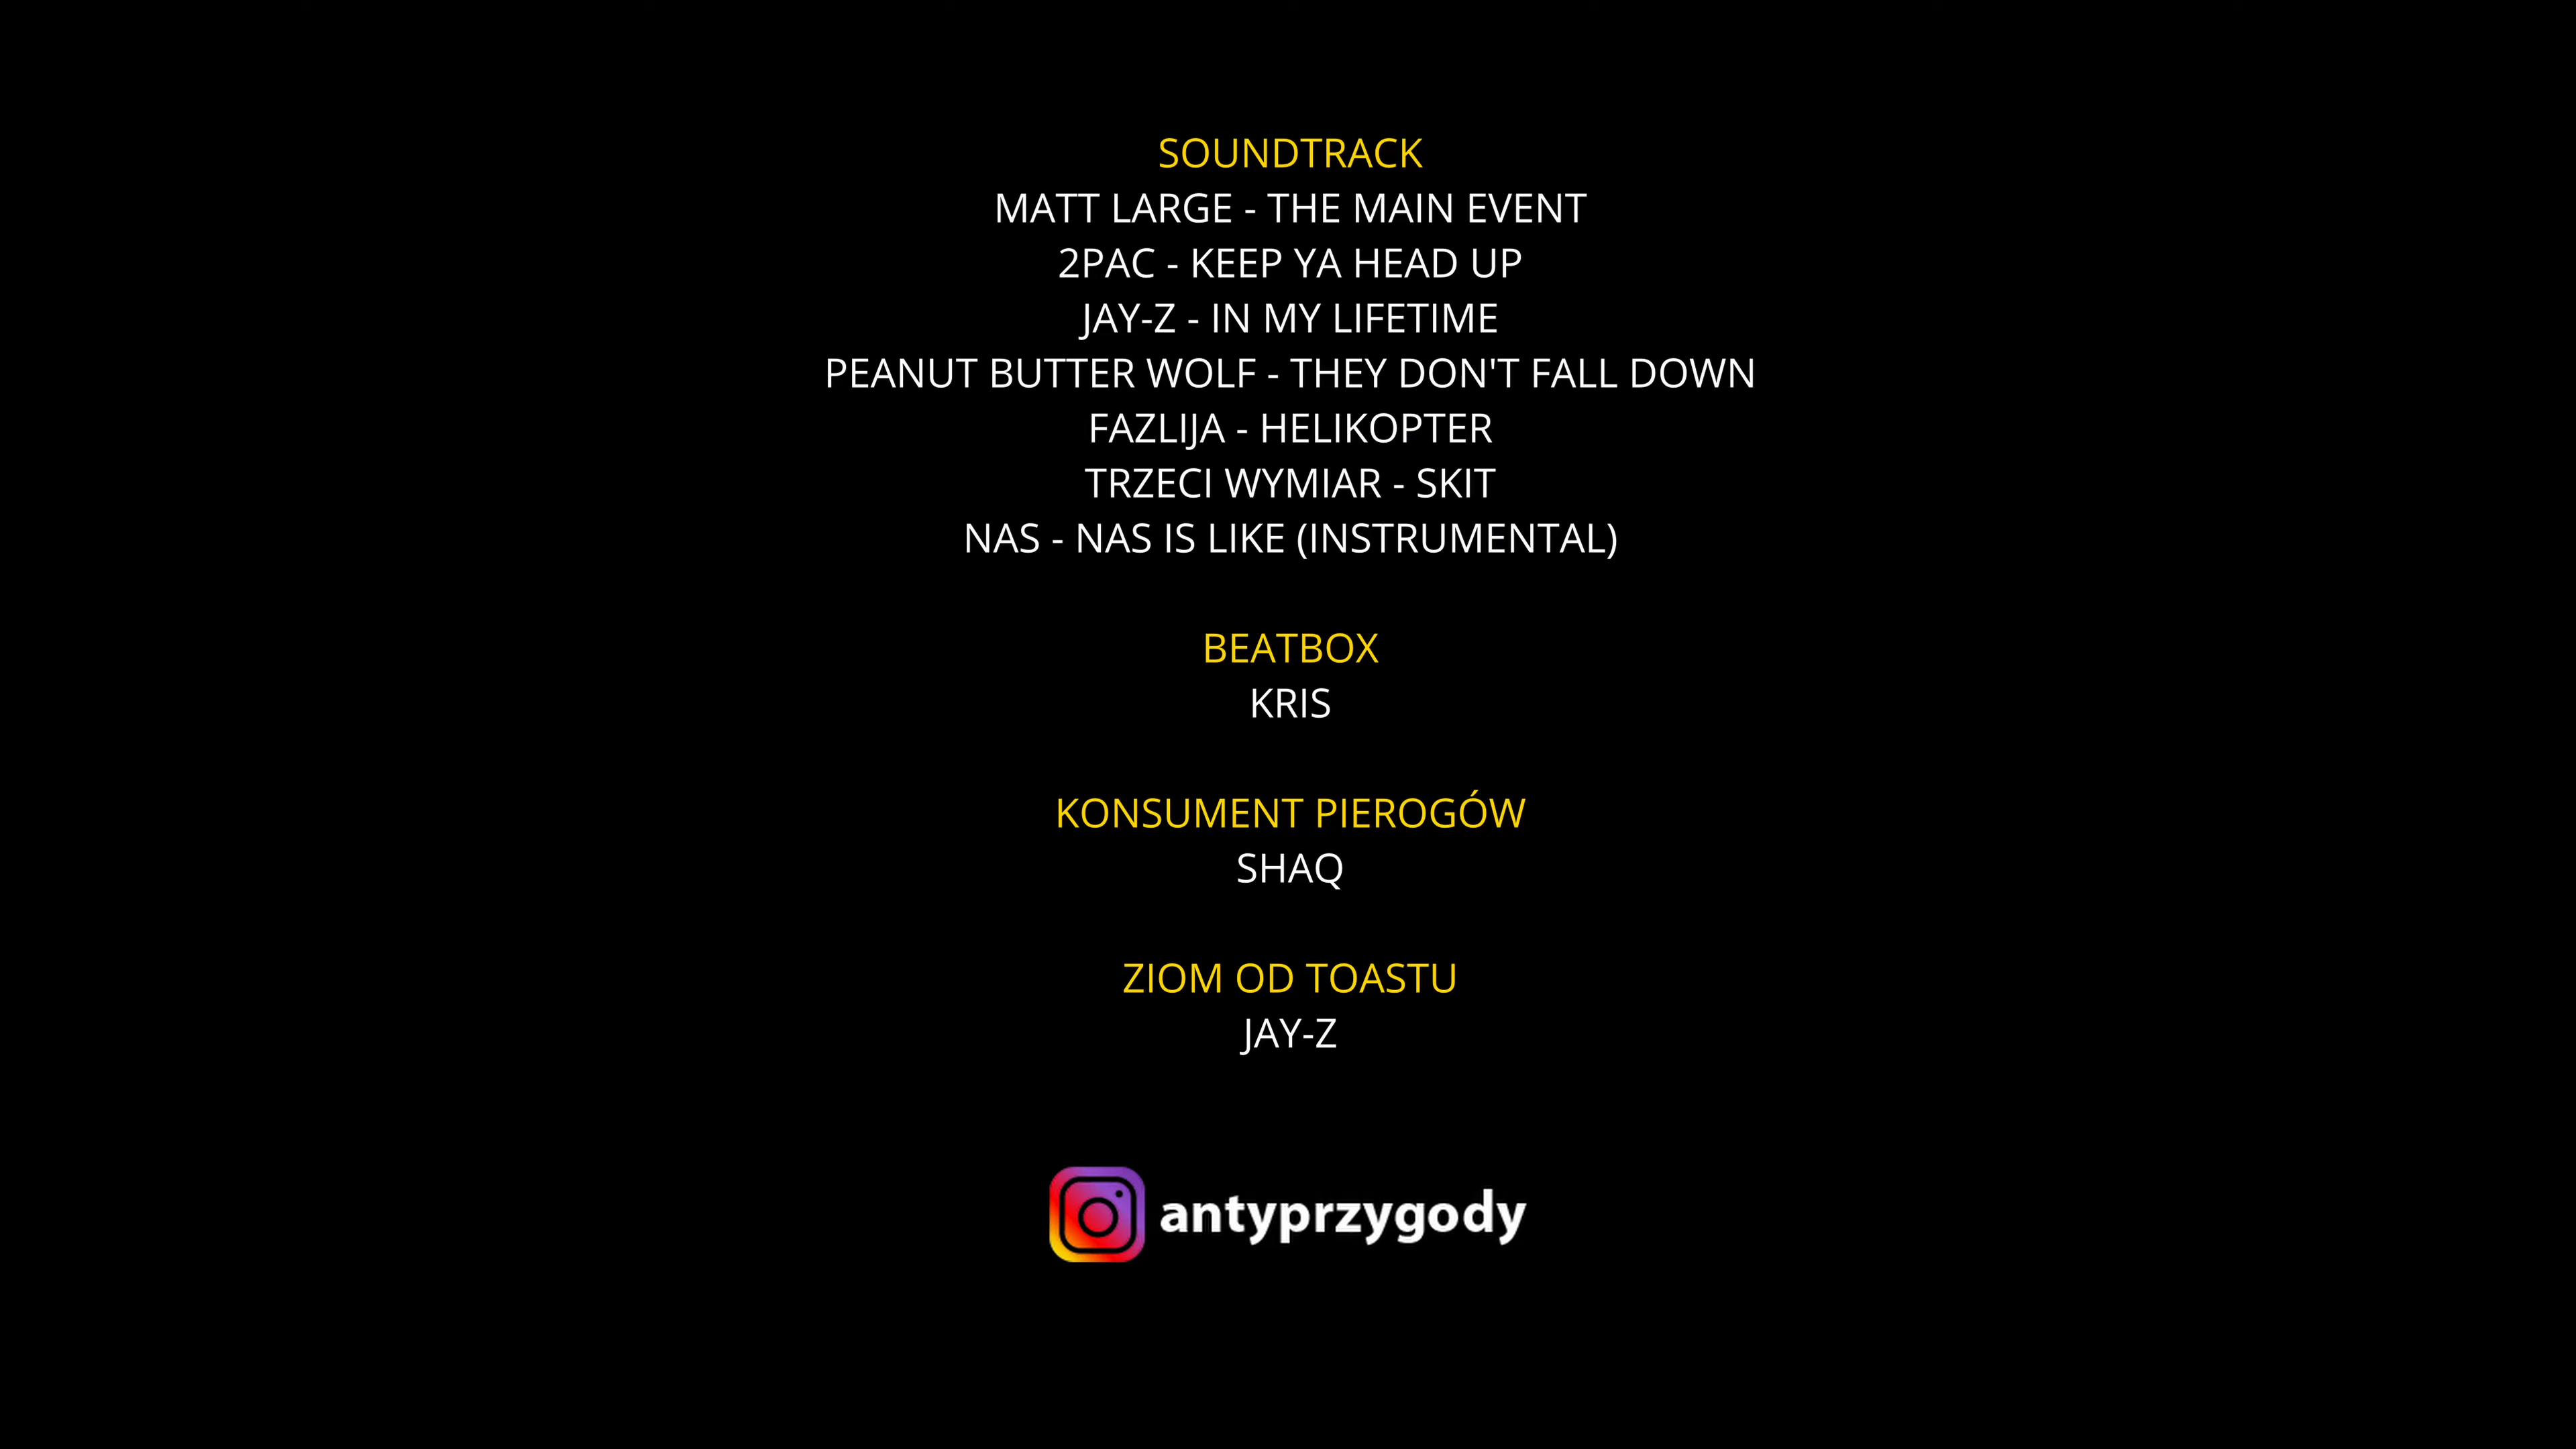 SOUNDTRACK
MATT LARGE - THE MAIN EVENT
2PAC - KEEP YA HEAD UP
JAY-Z - IN MY LIFETIME
PEANUT BUTTER WOLF - THEY DON'T FALL DOWN
FAZLIJA - HELIKOPTER
TRZECI WYMIAR - SKIT
NAS - NAS IS LIKE (INSTRUMENTAL)
BEATBOX
KRIS
KONSUMENT PIEROGÓW
SHAQ
ZIOM OD TOASTU
JAY-Z
antyprzygody